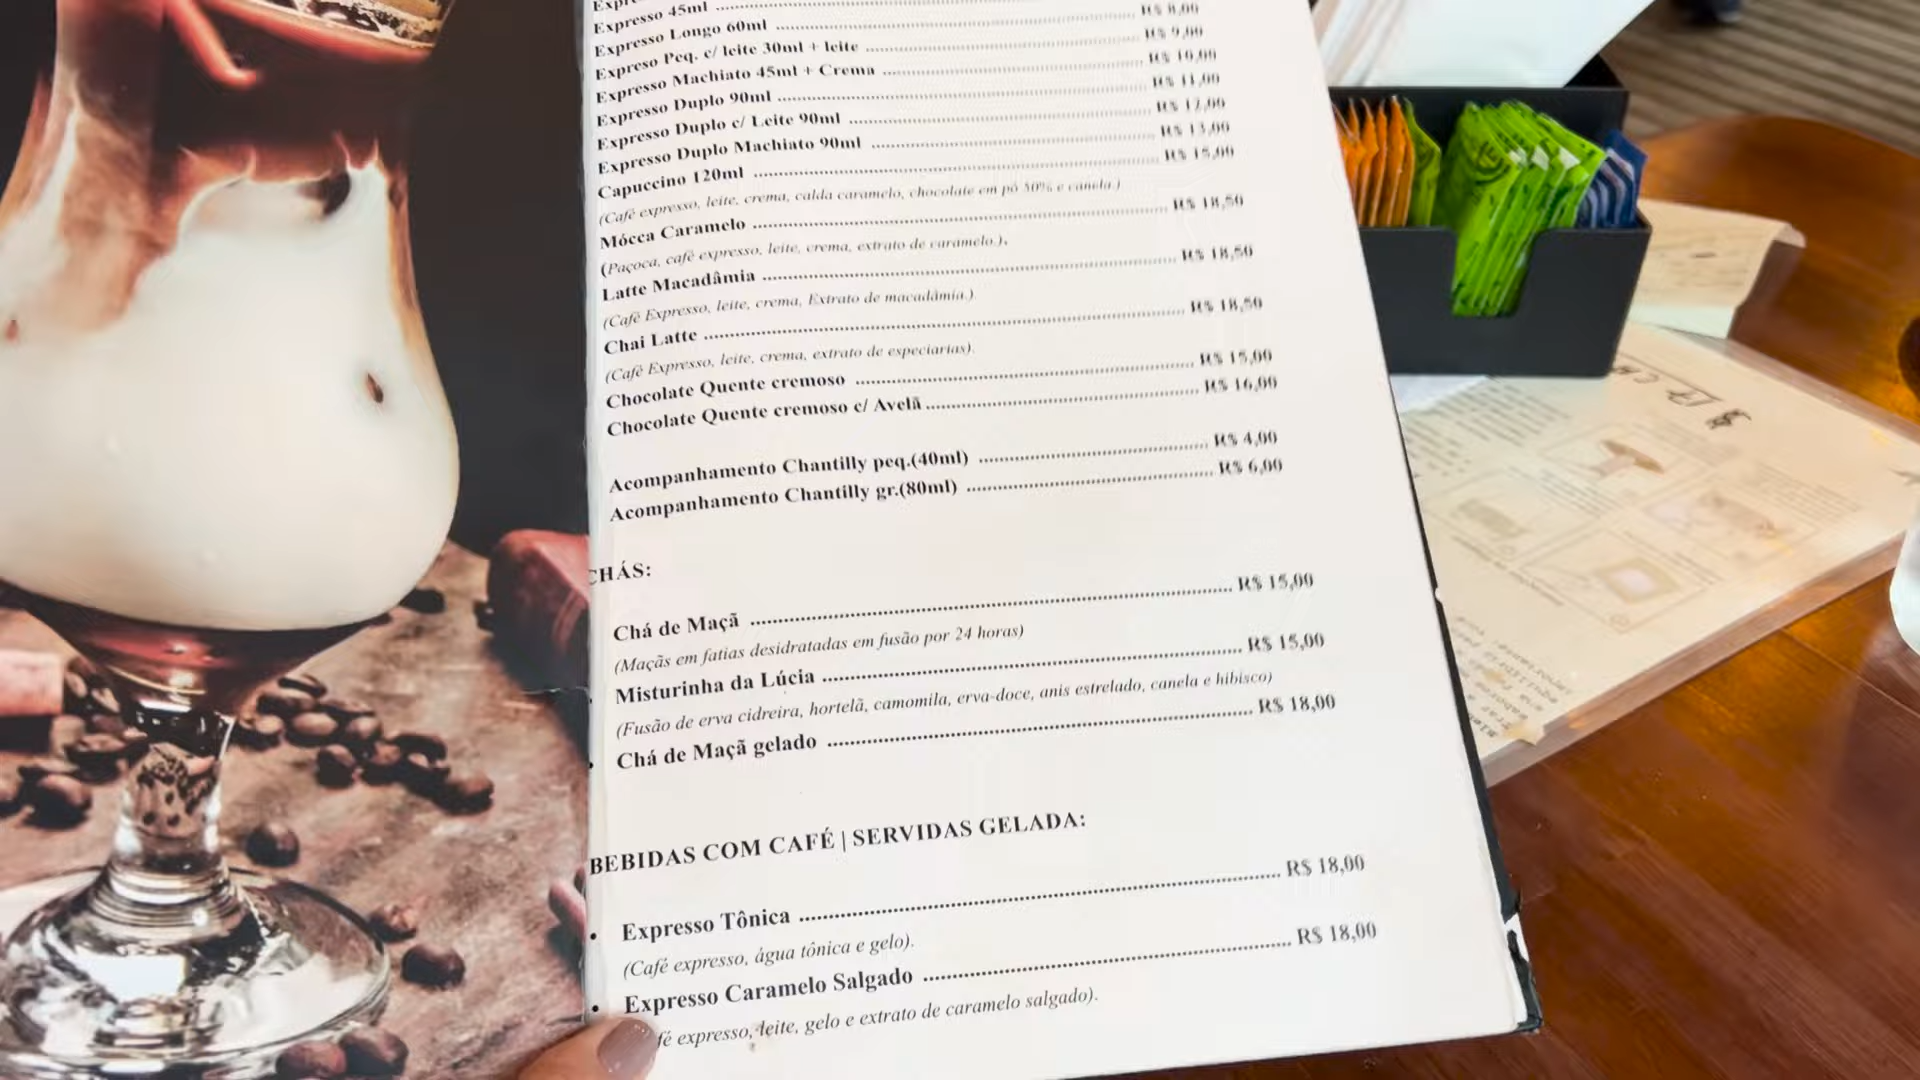 Expresso 45ml
Expresso Longo 60ml ........ R$ 8,00
Expreso Peq. c/ leite 30ml + leite ........ R$ 9,00
Expresso Machiato 45ml + Crema ........ R$ 10,00
Expresso Duplo 90ml ........ R$ 11,00
Expresso Duplo c/ Leite 90ml ........ R$ 12,00
Expresso Duplo Machiato 90ml ........ R$ 13,00
Capuccino 120ml ........ R$ 15,00
(Café expresso, leite, crema, calda caramelo, chocolate em pó 50% e canela.)
Mócca Caramelo ........ R$ 18,50
(Paçoca, café expresso, leite, crema, extrato de caramelo.).
Latte Macadâmia ........ R$ 18,50
(Café Expresso, leite, crema, Extrato de macadâmia.)
Chai Latte ........ R$ 18,50
(Café Expresso, leite, crema, extrato de especiarias).
Chocolate Quente cremoso ........ R$ 15,00
Chocolate Quente cremoso c/ Avelã ........ R$ 16,00
Acompanhamento Chantilly peq.(40ml) ........ R$ 4,00
Acompanhamento Chantilly gr.(80ml) ........ R$ 6,00
CHÁS:
Chá de Maçã ........ R$ 15,00
(Maçãs em fatias desidratadas em fusão por 24 horas)
Misturinha da Lúcia ........ R$ 15,00
(Fusão de erva cidreira, hortelã, camomila, erva-doce, anis estrelado, canela e hibisco)
• Chá de Maçã gelado ........ R$ 18,00
BEBIDAS COM CAFÉ | SERVIDAS GELADA:
• Expresso Tônica ........ R$ 18,00
(Café expresso, água tônica e gelo).
• Expresso Caramelo Salgado ........ R$ 18,00
fé expresso, leite, gelo e extrato de caramelo salgado).